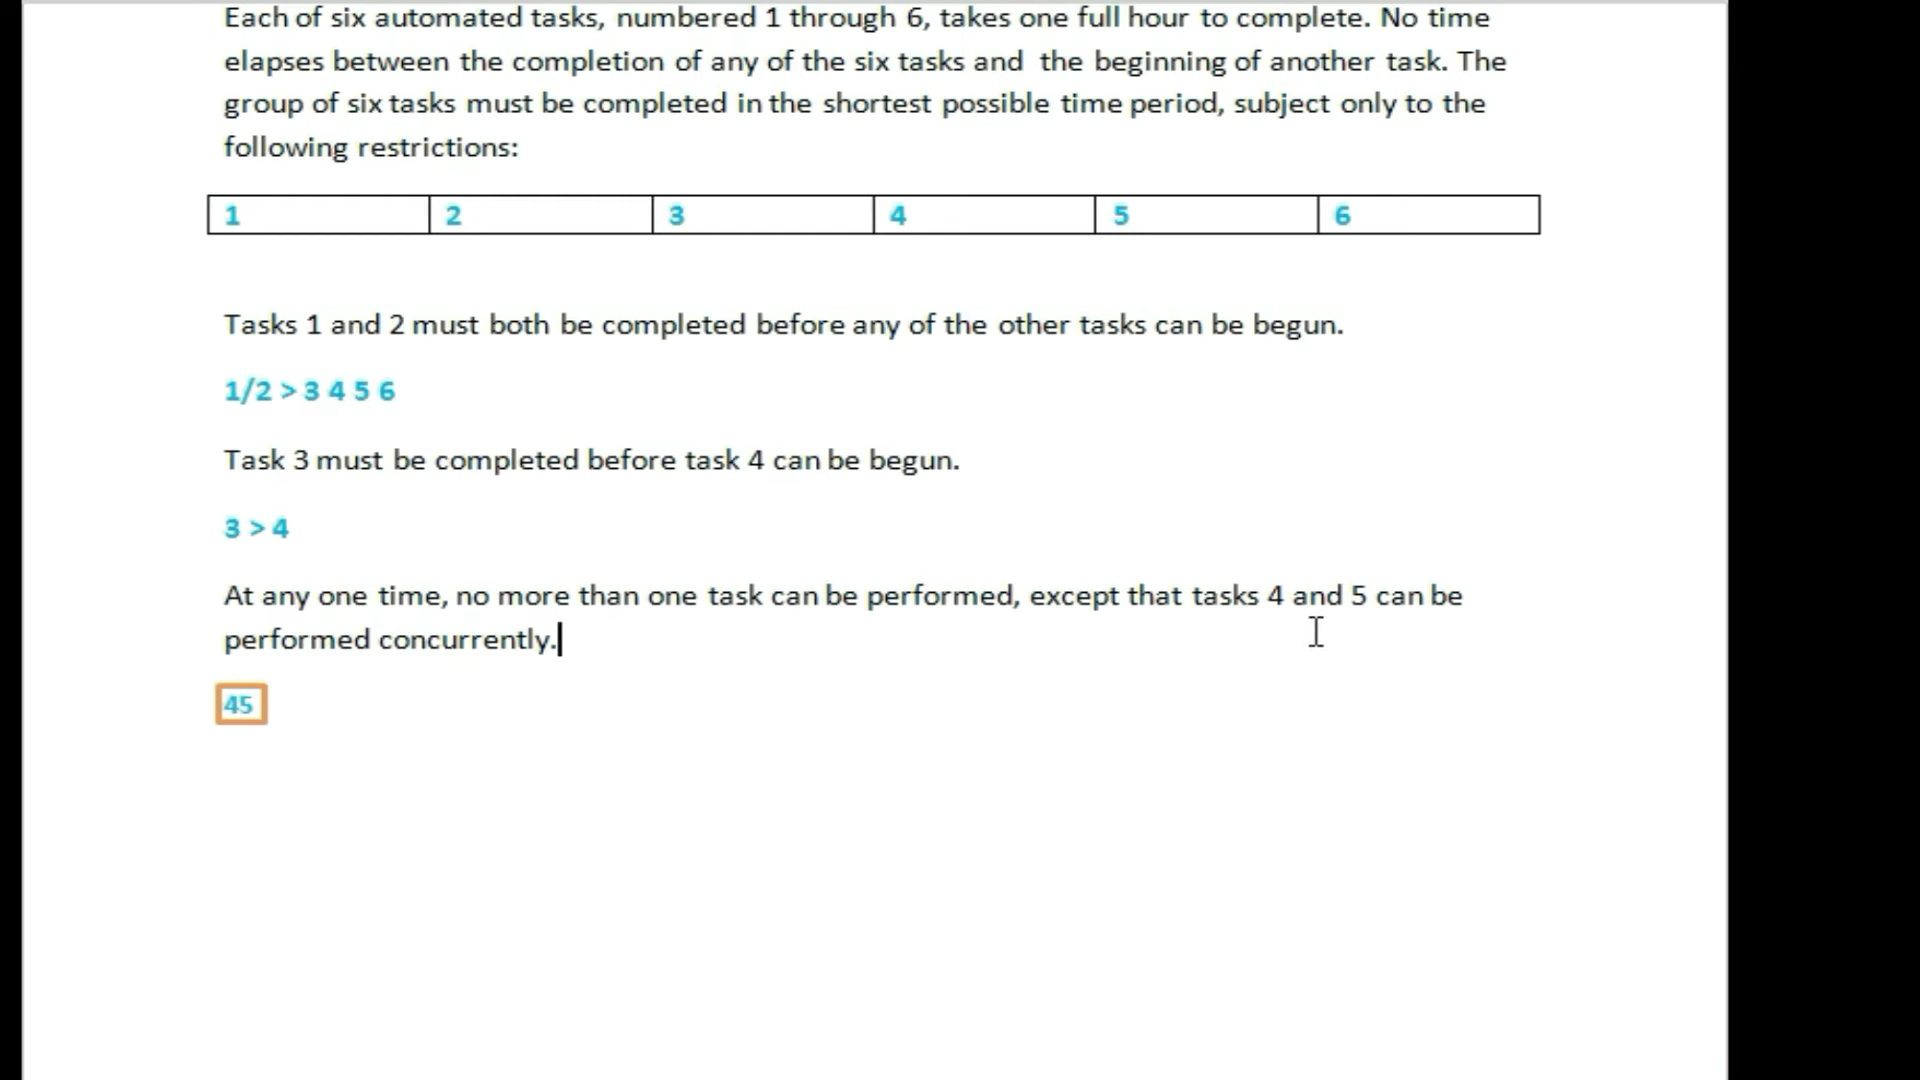 Each of six automated tasks, numbered 1 through 6, takes one full hour to complete. No time
elapses between the completion of any of the six tasks and  the beginning of another task. The
group of six tasks must be completed in the shortest possible time period, subject only to the
following restrictions:
1 2 3 4 5 6
Tasks 1 and 2 must both be completed before any of the other tasks can be begun.
1/2 > 3 4 5 6
Task 3 must be completed before task 4 can be begun.
3 > 4
At any one time, no more than one task can be performed, except that tasks 4 and 5 can be
performed concurrently.
45